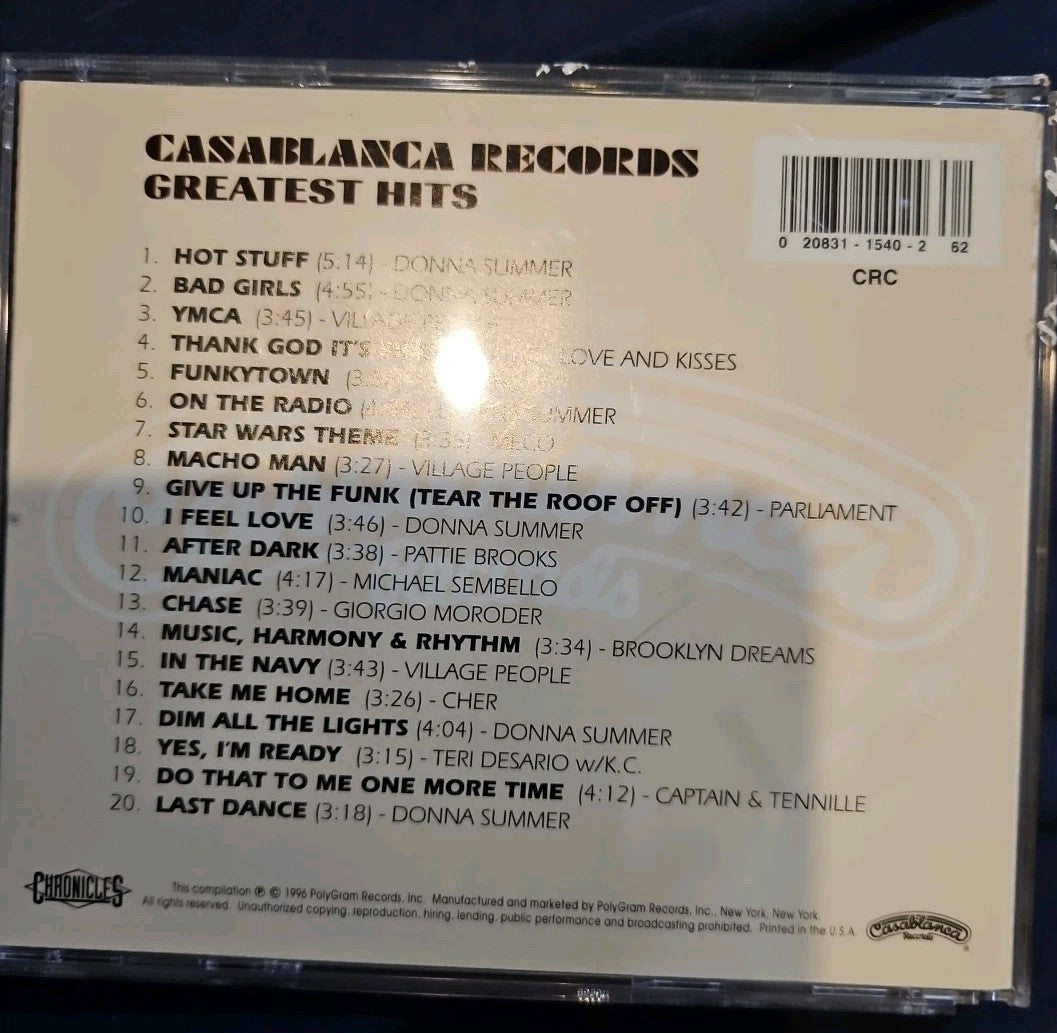 CASABLANCA RECORDS
GREATEST HITS
0 20831 - 1540 - 2 62
CRC
1. HOT STUFF (5:14) - DONNA SUMMER
2. BAD GIRLS (4:55) - DONNA SUMMER
3. YMCA (3:45) - VILLAGE PEOPLE
4. THANK GOD IT'S LOVE AND KISSES
5. FUNKYTOWN
6. ON THE RADIO SUMMER
7. STAR WARS THEME (3:33) - MECO
8. MACHO MAN (3:27) - VILLAGE PEOPLE
9. GIVE UP THE FUNK (TEAR THE ROOF OFF) (3:42) - PARLIAMENT
10. I FEEL LOVE (3:46) - DONNA SUMMER
11. AFTER DARK (3:38) - PATTIE BROOKS
12. MANIAC (4:17) - MICHAEL SEMBELLO
13. CHASE (3:39) - GIORGIO MORODER
14. MUSIC, HARMONY & RHYTHM (3:34) - BROOKLYN DREAMS
15. IN THE NAVY (3:43) - VILLAGE PEOPLE
16. TAKE ME HOME (3:26) - CHER
17. DIM ALL THE LIGHTS (4:04) - DONNA SUMMER
18. YES, I'M READY (3:15) - TERI DESARIO w/K.C.
19. DO THAT TO ME ONE MORE TIME (4:12) - CAPTAIN & TENNILLE
20. LAST DANCE (3:18) - DONNA SUMMER
CHRONICLES
This compilation ℗ © 1996 PolyGram Records, Inc. Manufactured and marketed by PolyGram Records, Inc., New York, New York.
All rights reserved. Unauthorized copying, reproduction, hiring, lending, public performance and broadcasting prohibited. Printed in the U.S.A.
Casablanca
Records